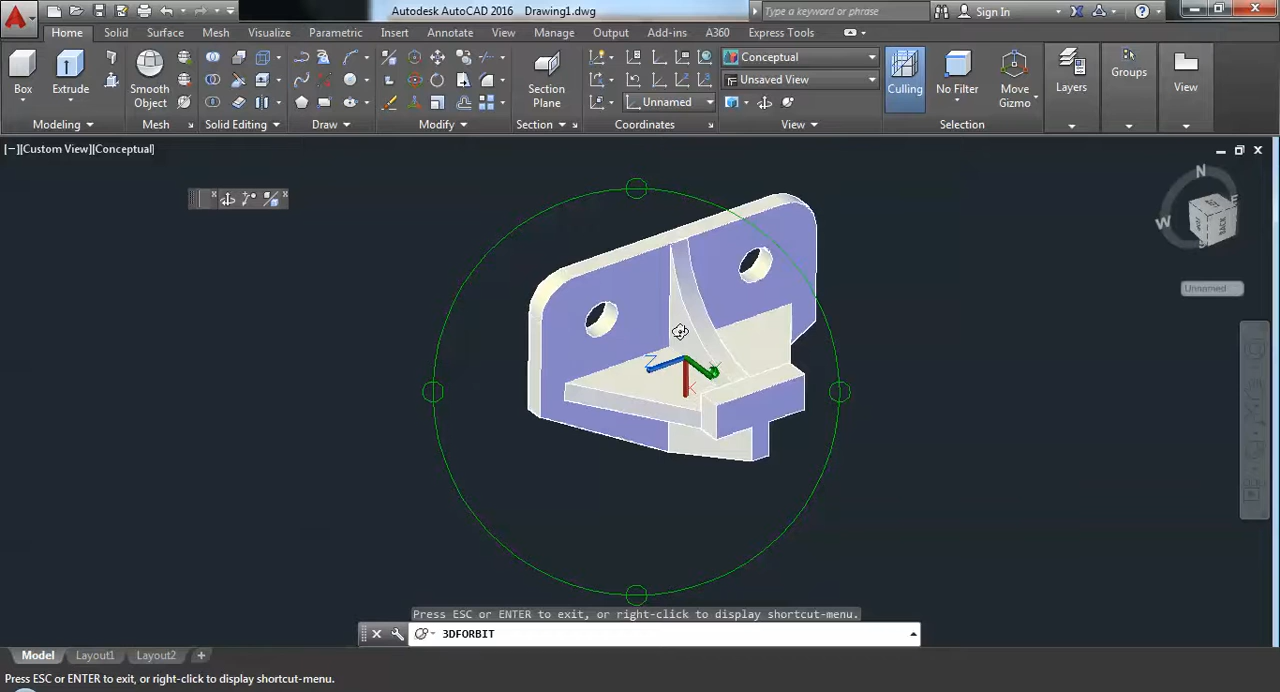 Autodesk AutoCAD 2016 Drawing1.dwg
Type a keyword or phrase
Sign In
Home Solid Surface Mesh Visualize Parametric Insert Annotate View Manage Output Add-ins A360 Express Tools
Conceptual
Unsaved View
Unnamed
Box
Extrude
Smooth
Object
Section
Plane
Culling
No Filter
Move
Gizmo
Layers
Groups
View
Modeling
Mesh
Solid Editing
Draw
Modify
Section
Coordinates
View
Selection
[−][Custom View][Conceptual]
N
W
E
S
BACK
Unnamed
Z
X
Press ESC or ENTER to exit, or right-click to display shortcut-menu.
3DFORBIT
Model Layout1 Layout2 +
Press ESC or ENTER to exit, or right-click to display shortcut-menu.